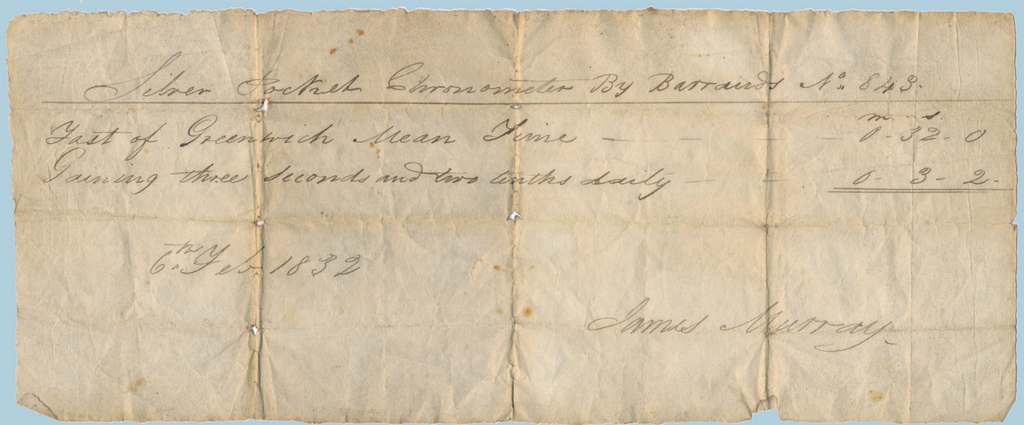 Silver Pocket Chronometer By Barrauds No. 843.
m s.
Fast of Greenwich Mean Time — — — — 0 - 32 - 0
Gaining three seconds and two tenths daily — — 0 - 3 - 2 -
6th Feb. 1832
James Murray